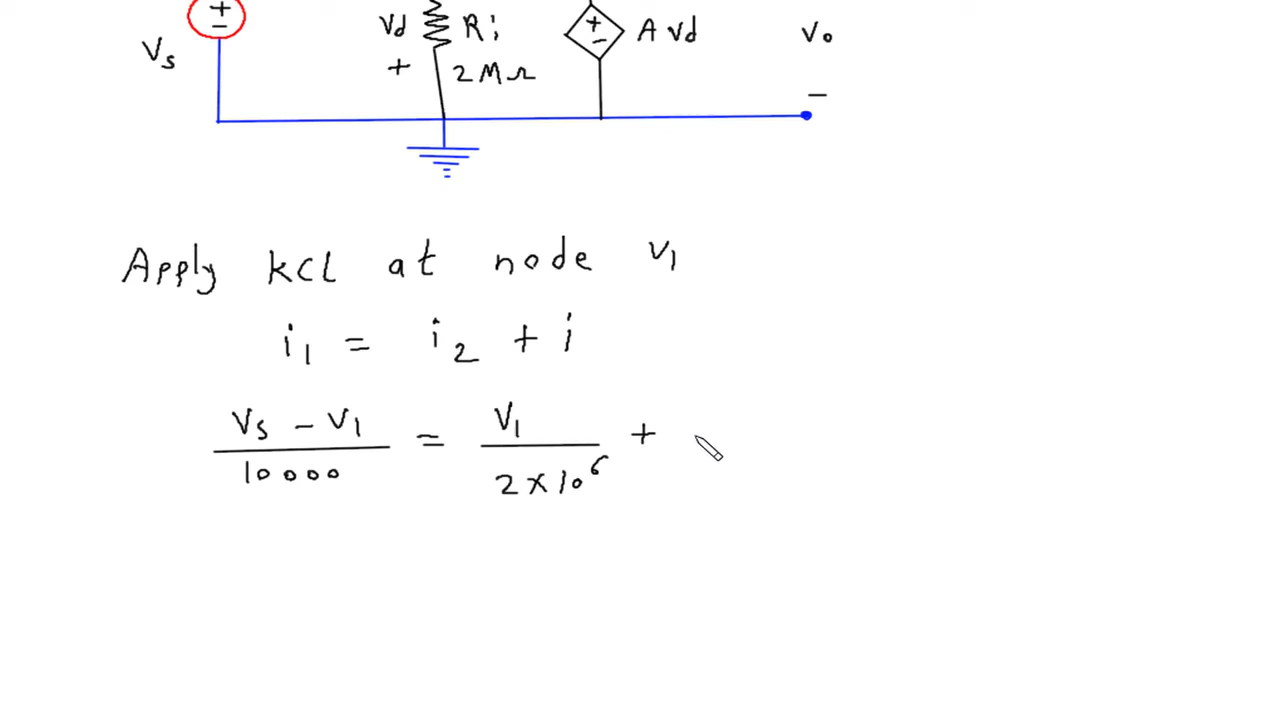 +
−
Vs
Vd
+
Ri
2MΩ
+
−
A Vd
Vo
−
Apply KCL at node V1
i1 = i2 + i
Vs − V1 / 10000 = V1 / 2 × 10^6 +